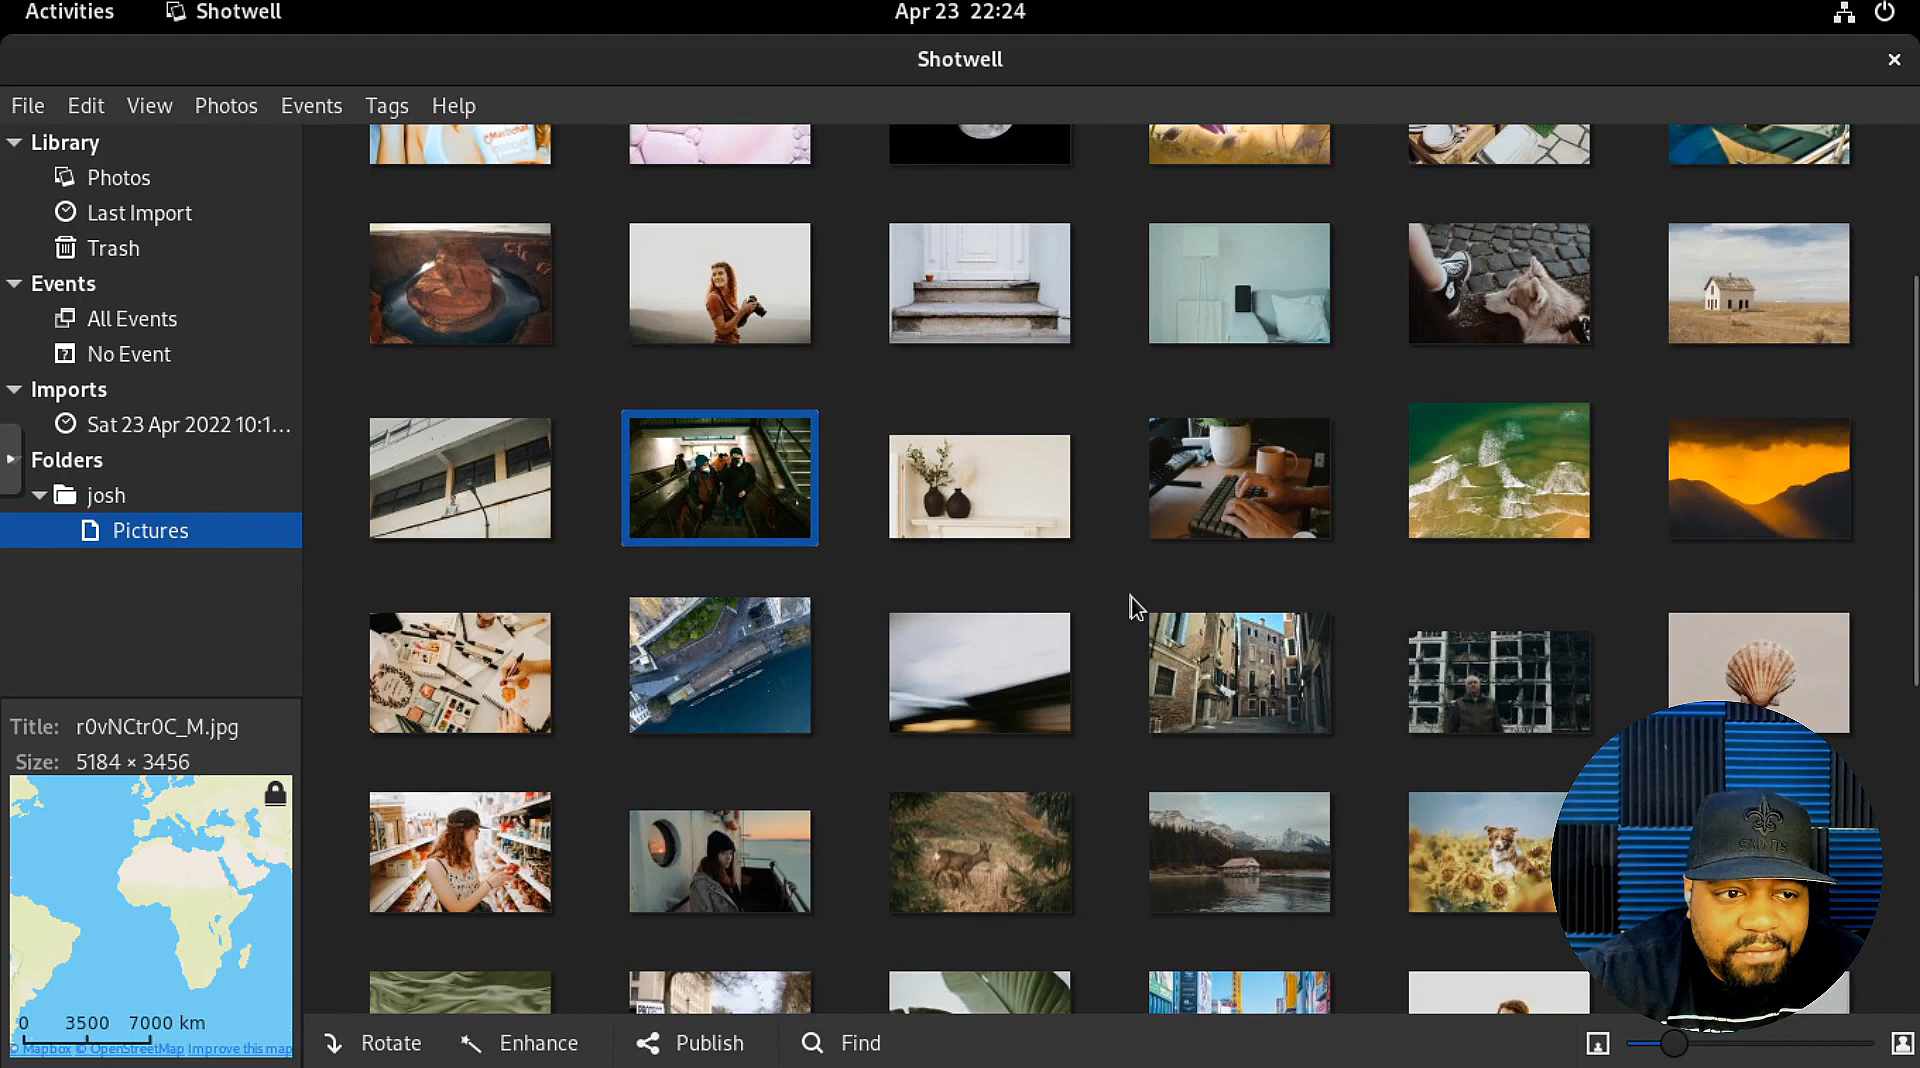 Activities Shotwell Apr 23 22:24
Shotwell
File Edit View Photos Events Tags Help
Library
Photos
Last Import
Trash
Events
All Events
No Event
Imports
Sat 23 Apr 2022 10:1...
Folders
josh
Pictures
Title: r0vNCtr0C_M.jpg
Size: 5184 × 3456
0 3500 7000 km
© Mapbox © OpenStreetMap Improve this map
Rotate Enhance Publish Find
SAINTS